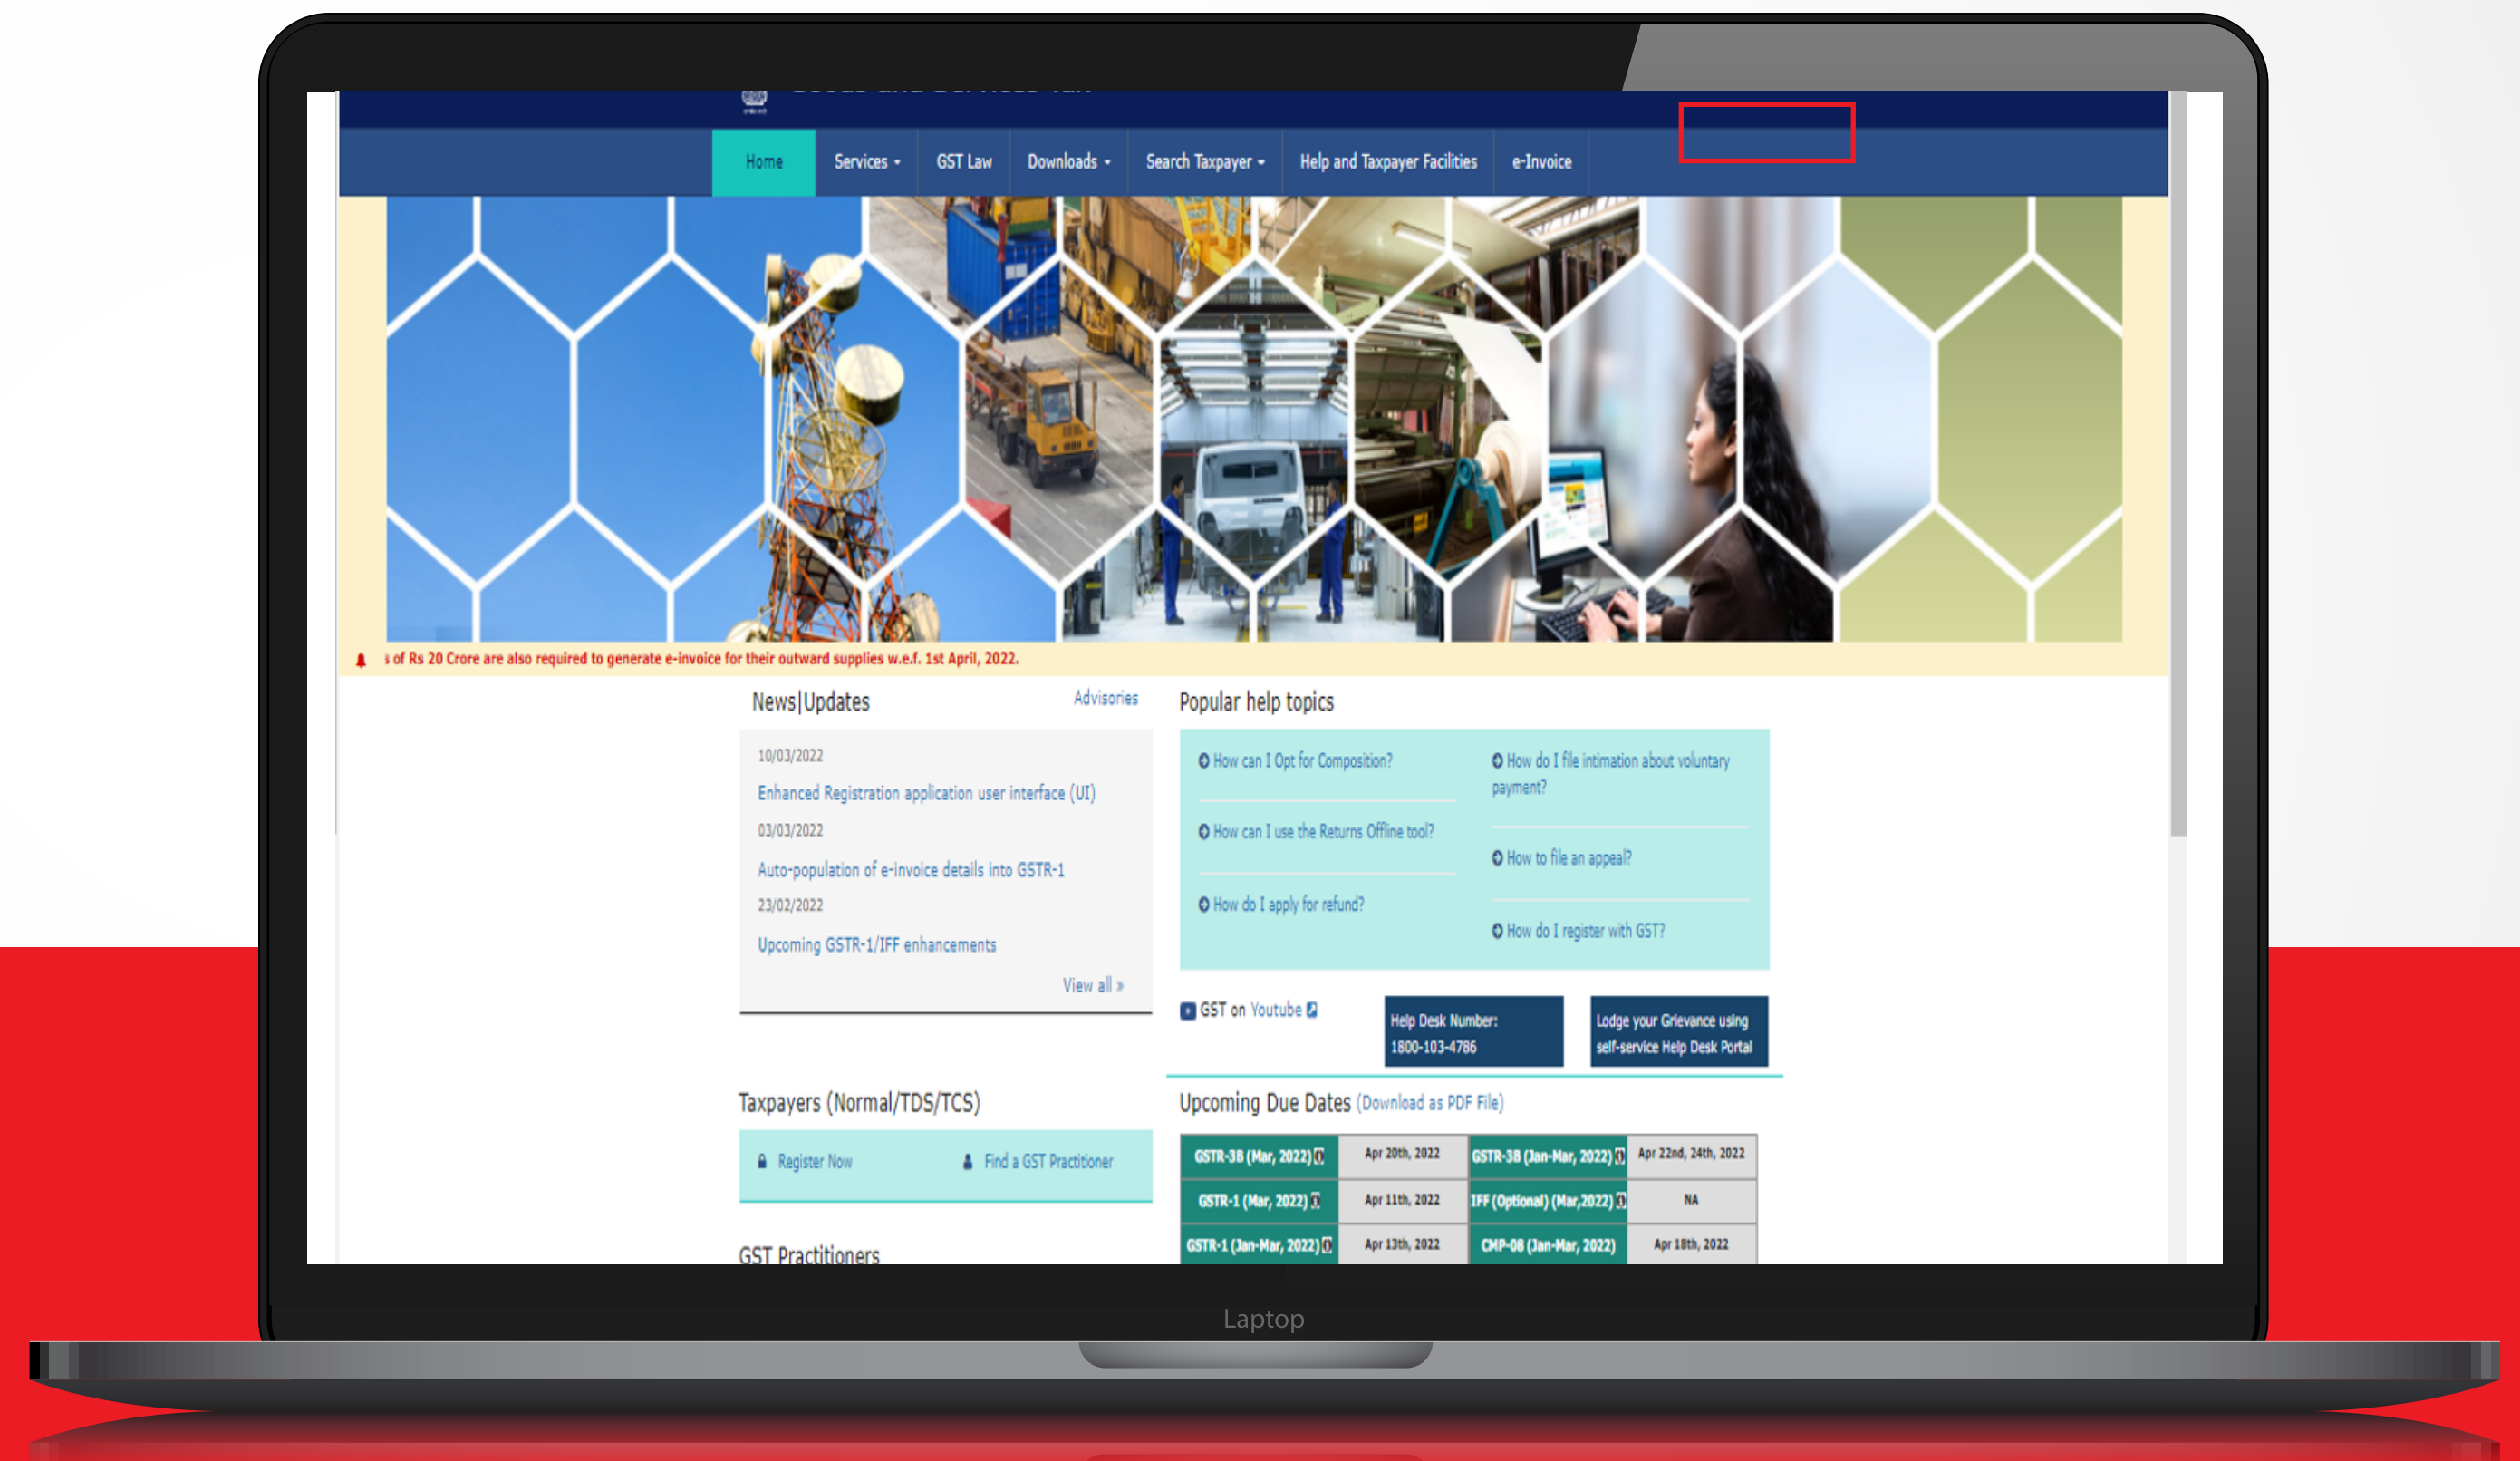 Goods and Services Tax
Home
Services
GST Law
Downloads
Search Taxpayer
Help and Taxpayer Facilities
e-Invoice
s of Rs 20 Crore are also required to generate e-invoice for their outward supplies w.e.f. 1st April, 2022.
News|Updates
Advisories
10/03/2022
Enhanced Registration application user interface (UI)
03/03/2022
Auto-population of e-invoice details into GSTR-1
23/02/2022
Upcoming GSTR-1/IFF enhancements
View all »
Popular help topics
How can I Opt for Composition?
How can I use the Returns Offline tool?
How do I apply for refund?
How do I file intimation about voluntary
payment?
How to file an appeal?
How do I register with GST?
GST on Youtube
Help Desk Number:
1800-103-4786
Lodge your Grievance using
self-service Help Desk Portal
Taxpayers (Normal/TDS/TCS)
Register Now
Find a GST Practitioner
GST Practitioners
Upcoming Due Dates (Download as PDF File)
GSTR-3B (Mar, 2022) Apr 20th, 2022 GSTR-3B (Jan-Mar, 2022) Apr 22nd, 24th, 2022
GSTR-1 (Mar, 2022) Apr 11th, 2022 IFF (Optional) (Mar,2022) NA
GSTR-1 (Jan-Mar, 2022) Apr 13th, 2022 CMP-08 (Jan-Mar, 2022) Apr 18th, 2022
Laptop